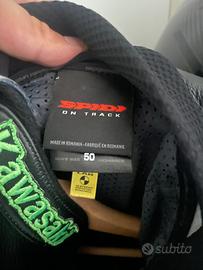 SPIDI
ON TRACK
MADE IN ROMANIA - FABRIQUÉ EN ROUMANIE
50
Kawasaki
subito